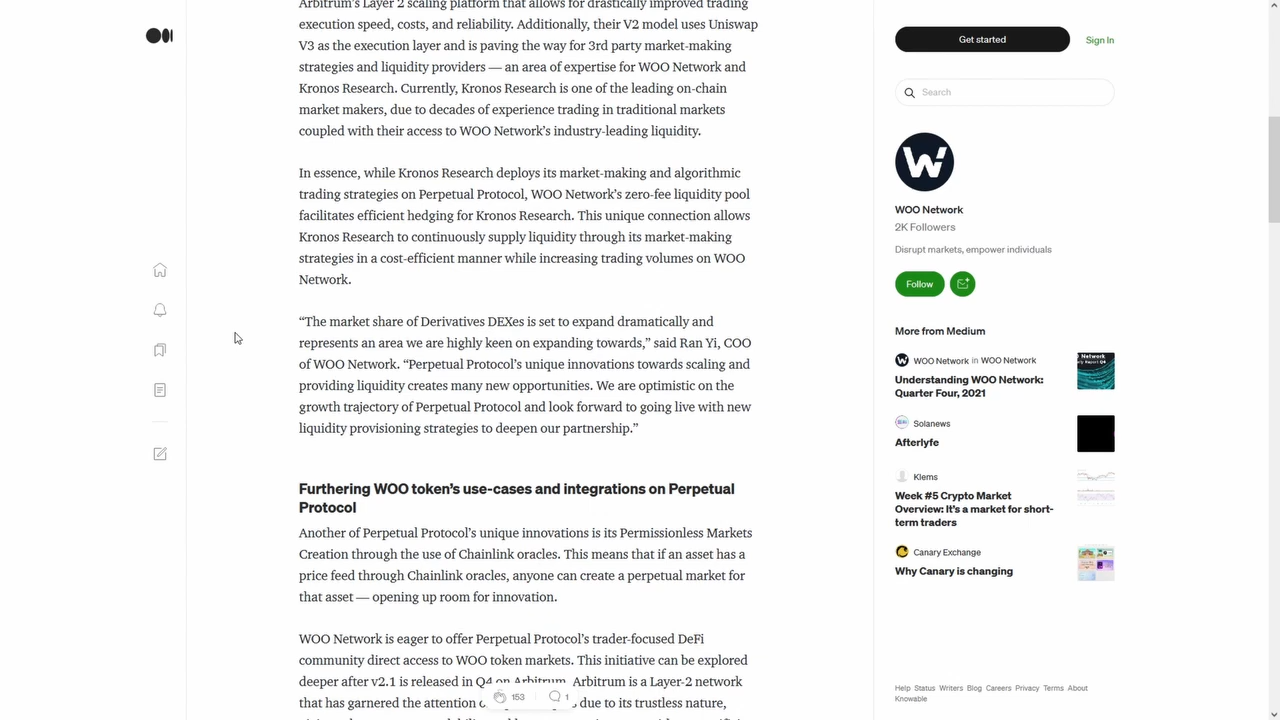 Arbitrum's Layer 2 scaling platform that allows for drastically improved trading
execution speed, costs, and reliability. Additionally, their V2 model uses Uniswap
V3 as the execution layer and is paving the way for 3rd party market-making
strategies and liquidity providers — an area of expertise for WOO Network and
Kronos Research. Currently, Kronos Research is one of the leading on-chain
market makers, due to decades of experience trading in traditional markets
coupled with their access to WOO Network's industry-leading liquidity.
In essence, while Kronos Research deploys its market-making and algorithmic
trading strategies on Perpetual Protocol, WOO Network's zero-fee liquidity pool
facilitates efficient hedging for Kronos Research. This unique connection allows
Kronos Research to continuously supply liquidity through its market-making
strategies in a cost-efficient manner while increasing trading volumes on WOO
Network.
“The market share of Derivatives DEXes is set to expand dramatically and
represents an area we are highly keen on expanding towards,” said Ran Yi, COO
of WOO Network. “Perpetual Protocol's unique innovations towards scaling and
providing liquidity creates many new opportunities. We are optimistic on the
growth trajectory of Perpetual Protocol and look forward to going live with new
liquidity provisioning strategies to deepen our partnership.”
Furthering WOO token's use-cases and integrations on Perpetual
Protocol
Another of Perpetual Protocol's unique innovations is its Permissionless Markets
Creation through the use of Chainlink oracles. This means that if an asset has a
price feed through Chainlink oracles, anyone can create a perpetual market for
that asset — opening up room for innovation.
WOO Network is eager to offer Perpetual Protocol's trader-focused DeFi
community direct access to WOO token markets. This initiative can be explored
deeper after v2.1 is released in Q4 on Arbitrum. Arbitrum is a Layer-2 network
that has garnered the attention o due to its trustless nature,
153 1
Get started Sign In
Search
WOO Network
2K Followers
Disrupt markets, empower individuals
Follow
More from Medium
WOO Network in WOO Network
Understanding WOO Network:
Quarter Four, 2021
Solanews
Afterlyfe
Klems
Week #5 Crypto Market
Overview: It's a market for short-
term traders
Canary Exchange
Why Canary is changing
Help Status Writers Blog Careers Privacy Terms About
Knowable